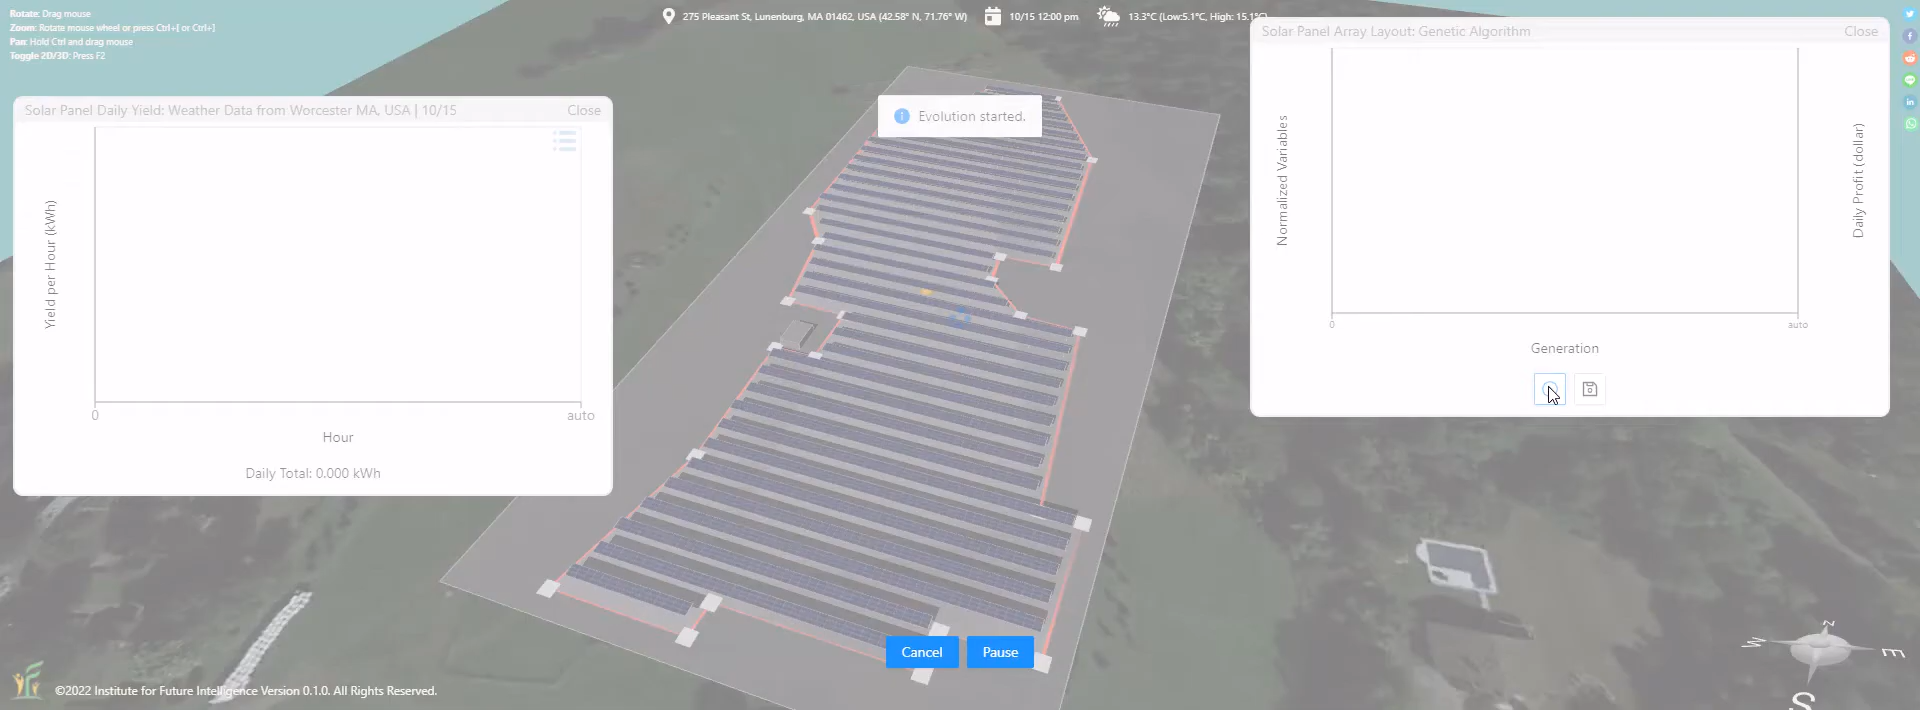 Rotate: Drag mouse
Zoom: Rotate mouse wheel or press Ctrl+[ or Ctrl+]
Pan: Hold Ctrl and drag mouse
Toggle 2D/3D: Press F2
275 Pleasant St, Lunenburg, MA 01462, USA (42.58° N, 71.76° W)
10/15 12:00 pm
13.3°C (Low:5.1°C, High: 15.1°C)
Solar Panel Daily Yield: Weather Data from Worcester MA, USA | 10/15
Close
Yield per Hour (kWh)
0
auto
Hour
Daily Total: 0.000 kWh
Evolution started.
Solar Panel Array Layout: Genetic Algorithm
Close
Normalized Variables
Daily Profit (dollar)
0
auto
Generation
Cancel
Pause
N
W
E
S
©2022 Institute for Future Intelligence Version 0.1.0. All Rights Reserved.